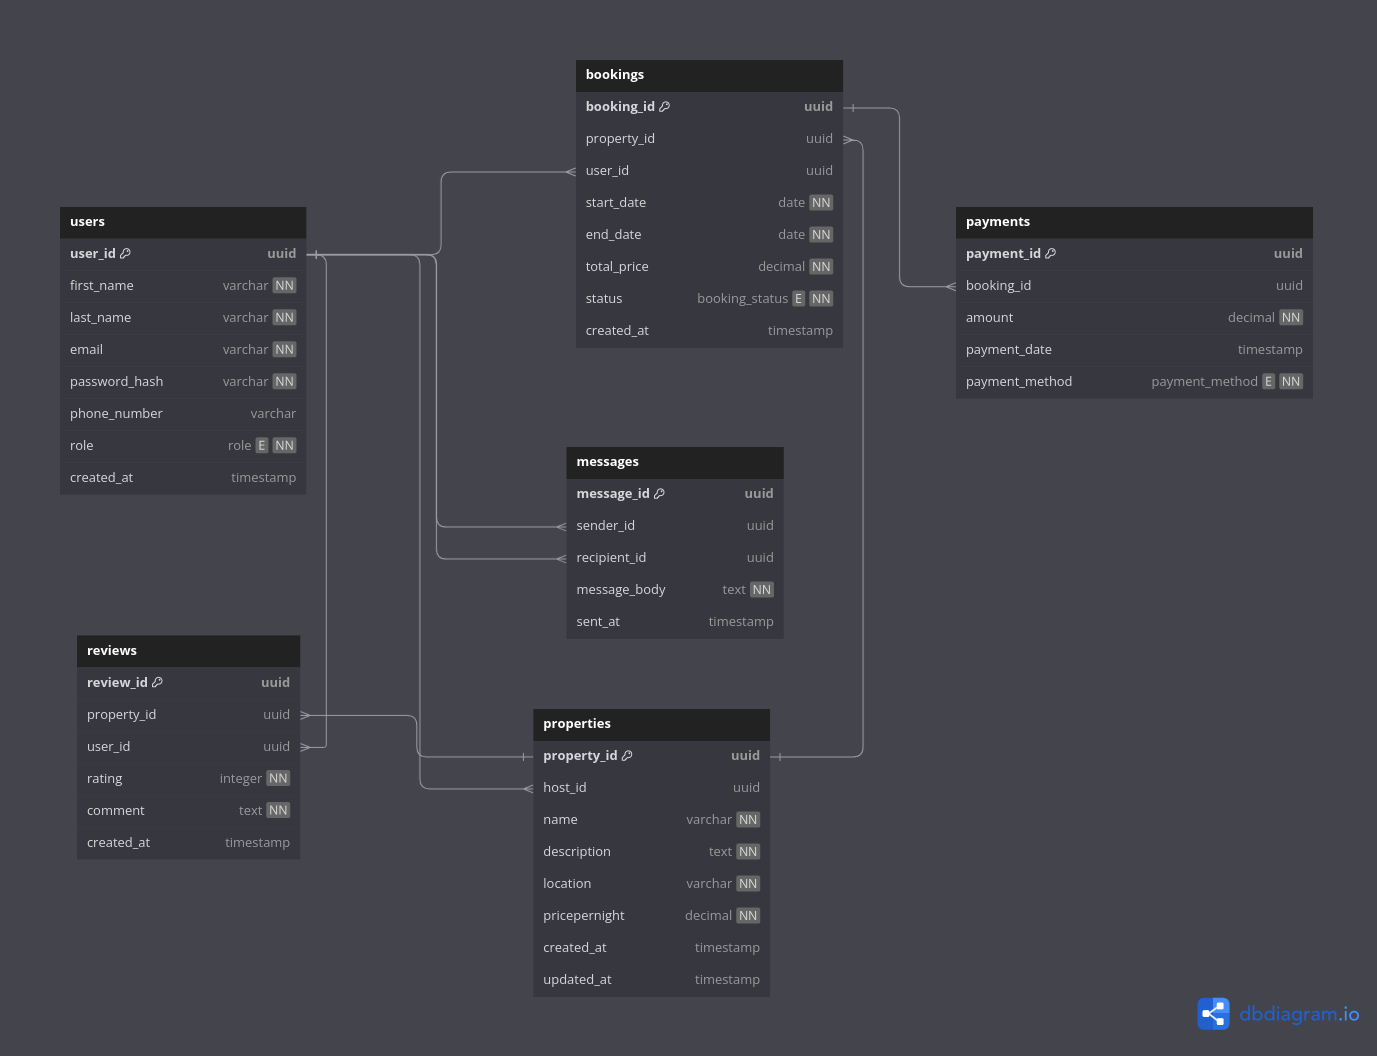 bookings
booking_id uuid
property_id uuid
user_id uuid
start_date date NN
end_date date NN
total_price decimal NN
status booking_status E NN
created_at timestamp
users
user_id uuid
first_name varchar NN
last_name varchar NN
email varchar NN
password_hash varchar NN
phone_number varchar
role role E NN
created_at timestamp
payments
payment_id uuid
booking_id uuid
amount decimal NN
payment_date timestamp
payment_method payment_method E NN
messages
message_id uuid
sender_id uuid
recipient_id uuid
message_body text NN
sent_at timestamp
reviews
review_id uuid
property_id uuid
user_id uuid
rating integer NN
comment text NN
created_at timestamp
properties
property_id uuid
host_id uuid
name varchar NN
description text NN
location varchar NN
pricepernight decimal NN
created_at timestamp
updated_at timestamp
dbdiagram.io